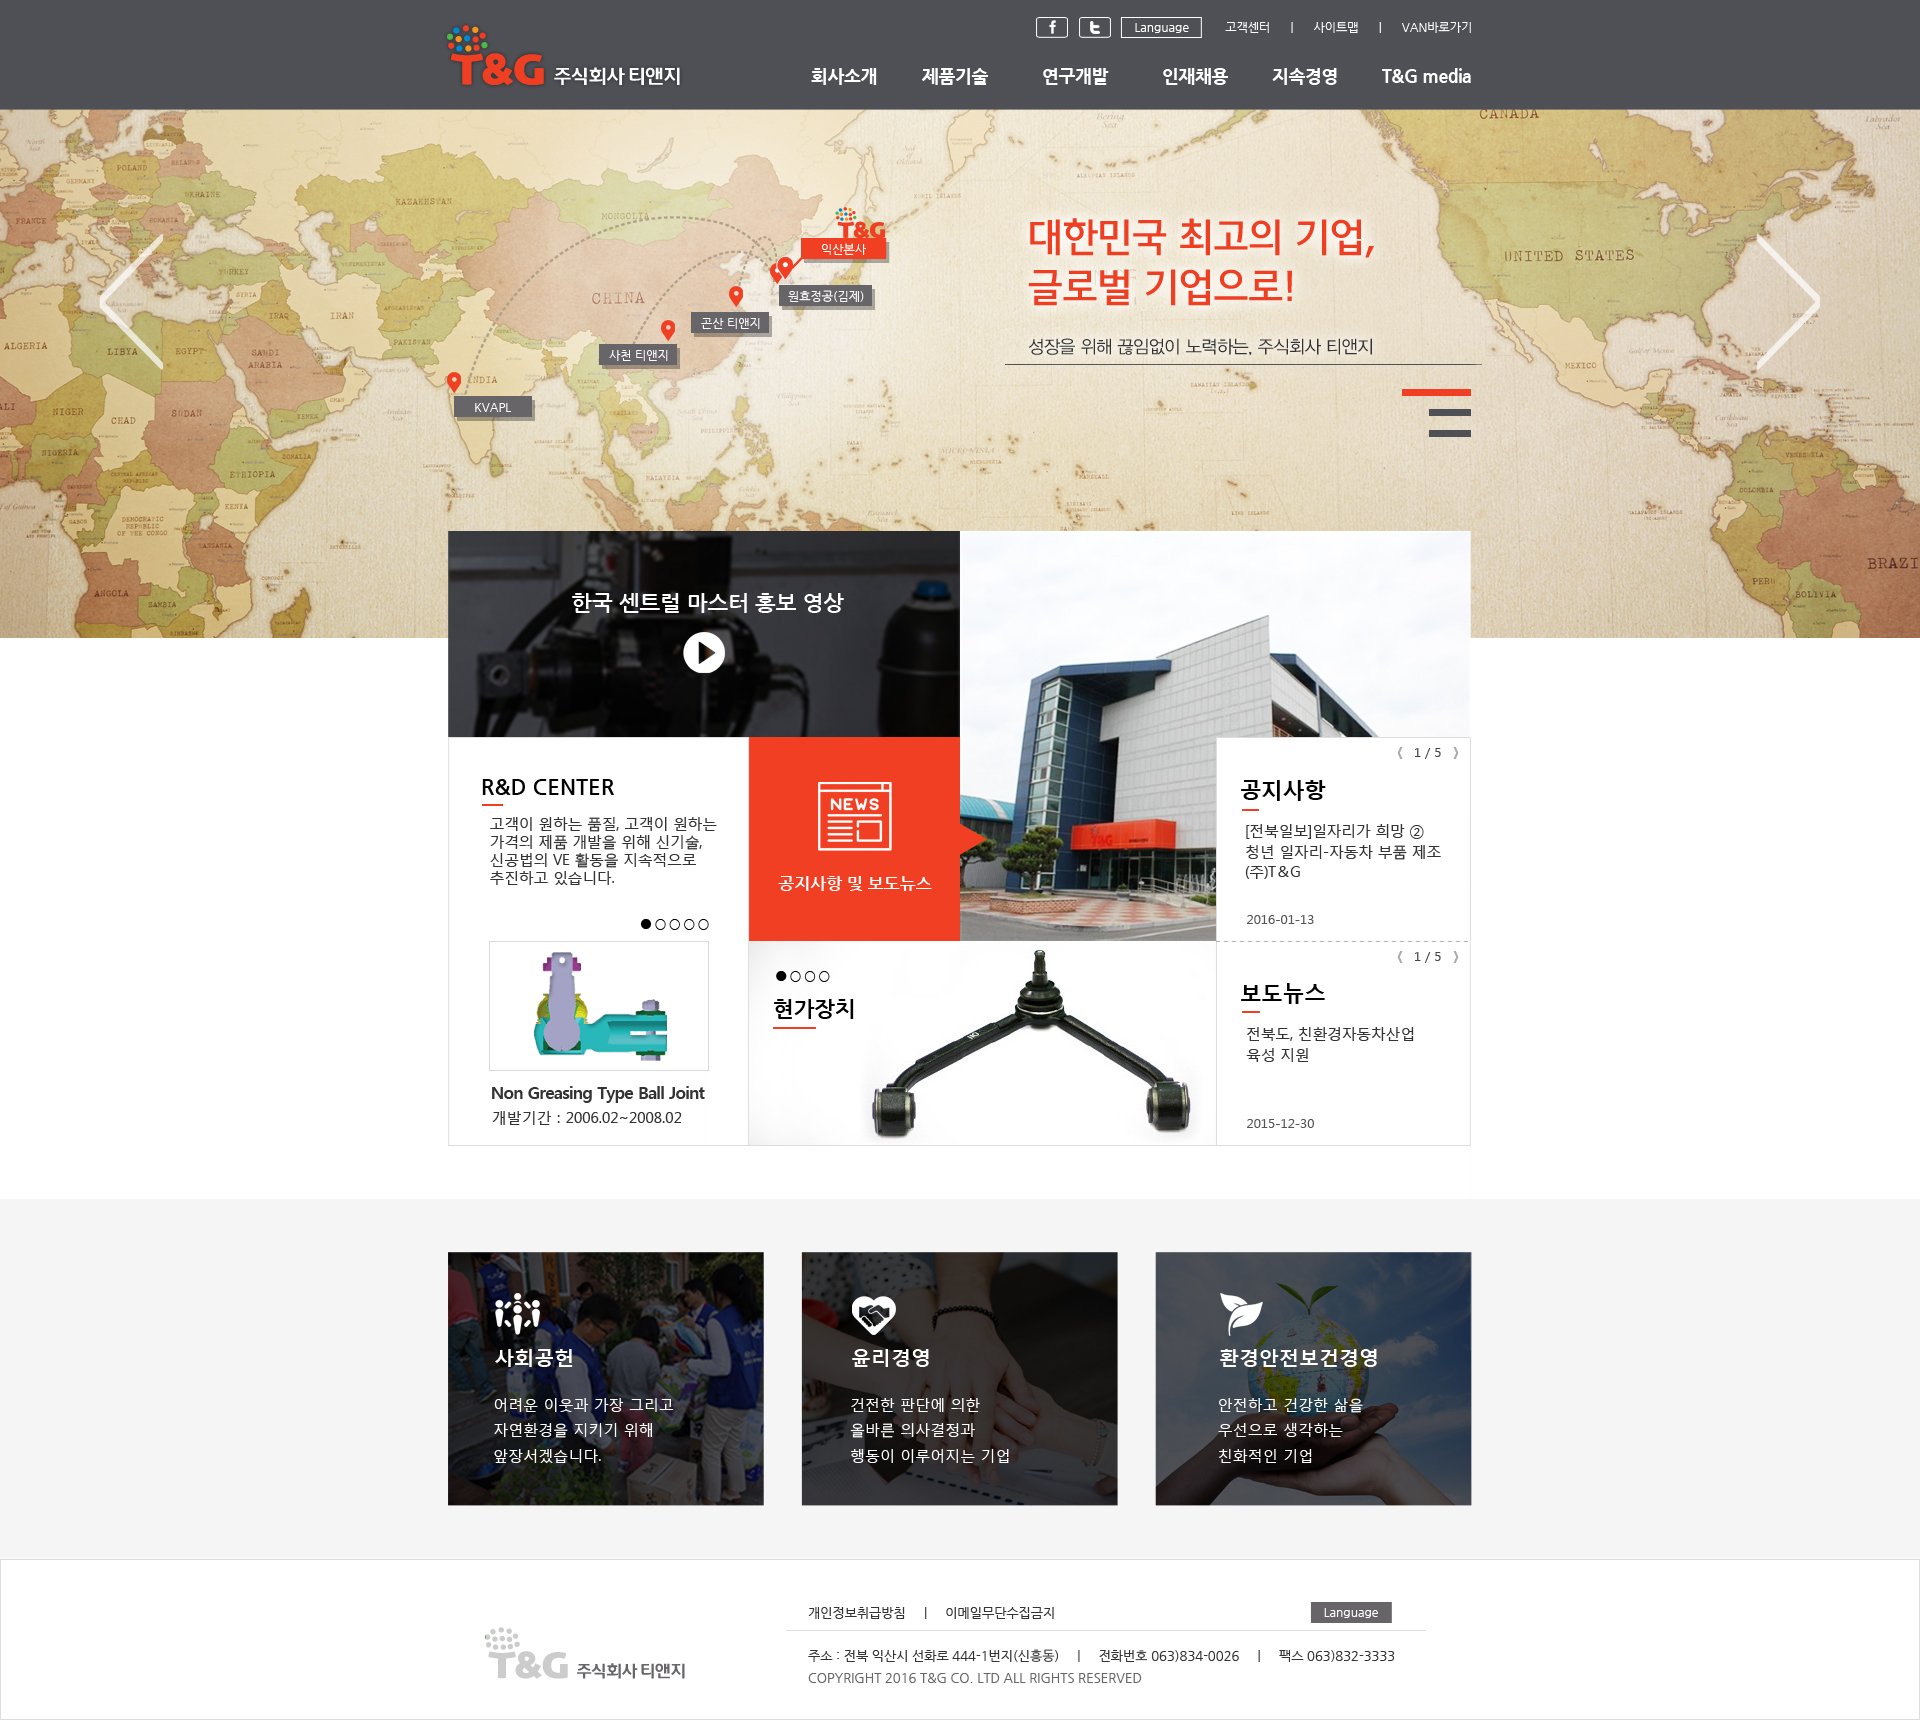 Language
고객센터 | 사이트맵 | VAN바로가기
T&G 주식회사 티앤지
회사소개 제품기술 연구개발 인재채용 지속경영 T&G media
CANADA
UNITED STATES
MEXICO
MONGOLIA
KAZAKHSTAN
CHINA
INDIA
IRAN
IRAQ
TURKEY
UKRAINE
POLAND
FRANCE
ALGERIA
LIBYA
EGYPT
SAUDI
ARABIA
NIGER
CHAD
SUDAN
NIGERIA
ETHIOPIA
KENYA
DEMOCRATIC
REPUBLIC
OF THE CONGO
TANZANIA
ANGOLA
ZAMBIA
COLOMBIA
VENEZUELA
PERU
BOLIVIA
BRAZI
T&G
익산본사
원효정공(김제)
곤산 티앤지
사천 티앤지
KVAPL
대한민국 최고의 기업,
글로벌 기업으로!
성장을 위해 끊임없이 노력하는, 주식회사 티앤지
한국 센트럴 마스터 홍보 영상
R&D CENTER
고객이 원하는 품질, 고객이 원하는
가격의 제품 개발을 위해 신기술,
신공법의 VE 활동을 지속적으로
추진하고 있습니다.
Non Greasing Type Ball Joint
개발기간 : 2006.02~2008.02
NEWS
공지사항 및 보도뉴스
T&G
현가장치
1 / 5
공지사항
[전북일보]일자리가 희망 ②
청년 일자리-자동차 부품 제조
(주)T&G
2016-01-13
1 / 5
보도뉴스
전북도, 친환경자동차산업
육성 지원
2015-12-30
사회공헌
어려운 이웃과 가장 그리고
자연환경을 지키기 위해
앞장서겠습니다.
윤리경영
건전한 판단에 의한
올바른 의사결정과
행동이 이루어지는 기업
환경안전보건경영
안전하고 건강한 삶을
우선으로 생각하는
친화적인 기업
개인정보취급방침 | 이메일무단수집금지
Language
T&G 주식회사 티앤지
주소 : 전북 익산시 선화로 444-1번지(신흥동) | 전화번호 063)834-0026 | 팩스 063)832-3333
COPYRIGHT 2016 T&G CO. LTD ALL RIGHTS RESERVED